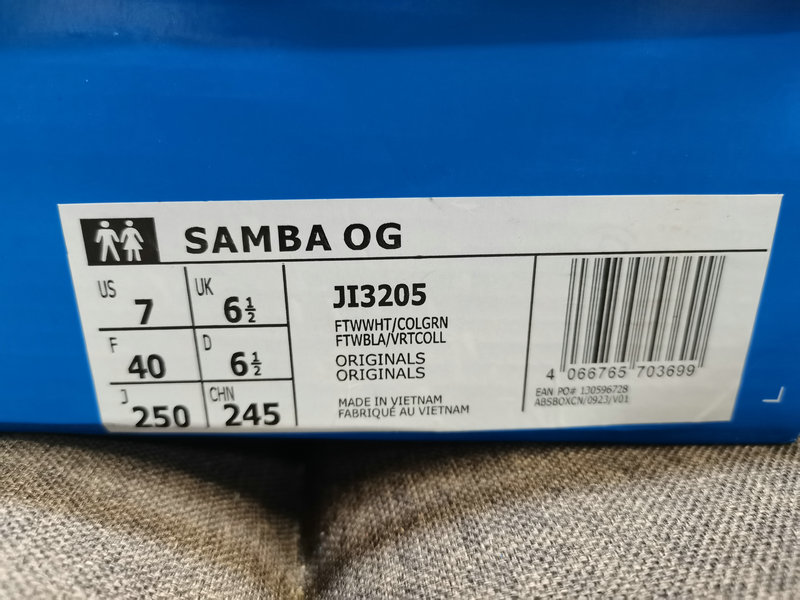 SAMBA OG
US 7 UK 6½
F 40 D 6½
J 250 CHN 245
JI3205
FTWWHT/COLGRN
FTWBLA/VRTCOLL
ORIGINALS
ORIGINALS
MADE IN VIETNAM
FABRIQUÉ AU VIETNAM
4 066765 703699
EAN PO# 130596728
ABSBOXCN/0923/V01